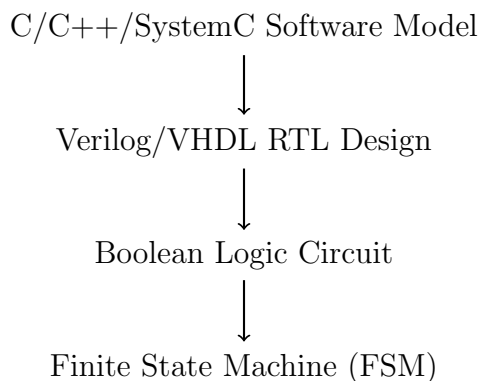 C/C++/SystemC Software Model
Verilog/VHDL RTL Design
Boolean Logic Circuit
Finite State Machine (FSM)